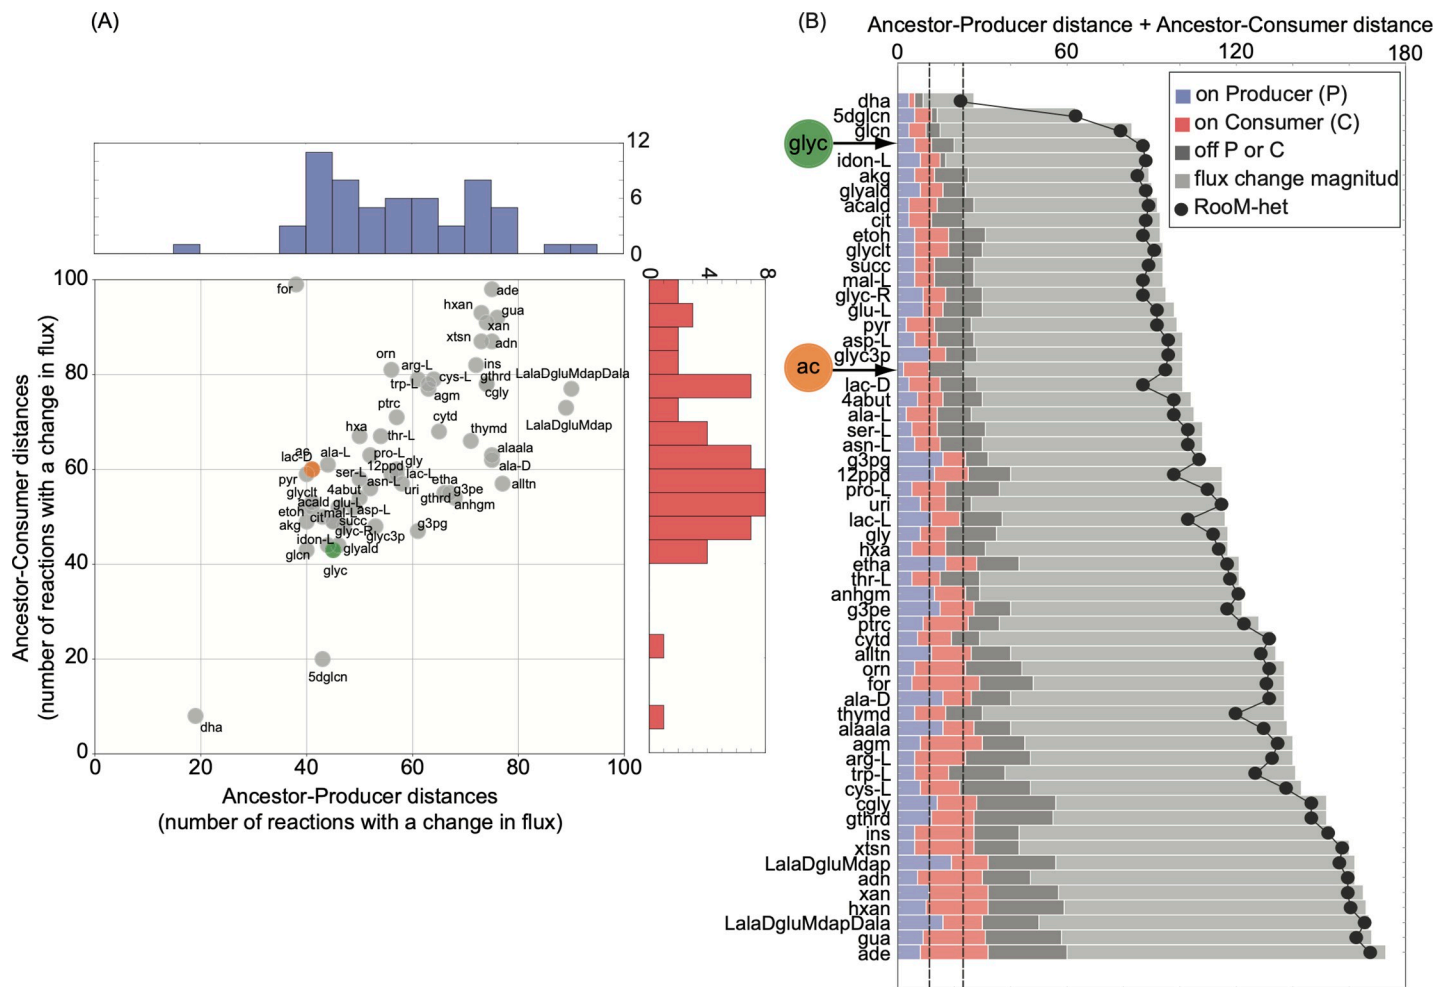 (A)
12
6
0
0
4
8
100
80
60
40
20
0
0
20
40
60
80
100
Ancestor-Consumer distances
(number of reactions with a change in flux)
Ancestor-Producer distances
(number of reactions with a change in flux)
for
ade
hxan
gua
xan
xtsn
adn
orn
arg-L
ins
cys-L
gthrd
LalaDgluMdapDala
trp-L
agm
cgly
ptrc
LalaDgluMdap
cytd
hxa
thr-L
thymd
ac
ala-L
pro-L
alaala
lac-D
12ppd
gly
ala-D
pyr
ser-L
lac-L
etha
alltn
asn-L
glyclt
4abut
uri
g3pe
gthrd
acald
glu-L
anhgm
etoh
mal-L
asp-L
cit
akg
succ
g3pg
glyc-R
glyc3p
idon-L
glyald
glcn
glyc
5dglcn
dha
(B)
Ancestor-Producer distance + Ancestor-Consumer distance
0
60
120
180
on Producer (P)
on Consumer (C)
off P or C
flux change magnitud
RooM-het
dha
5dglcn
glcn
glyc
idon-L
akg
glyald
acald
cit
etoh
glyclt
succ
mal-L
glyc-R
glu-L
pyr
asp-L
glyc3p
ac
lac-D
4abut
ala-L
ser-L
asn-L
g3pg
12ppd
pro-L
uri
lac-L
gly
hxa
etha
thr-L
anhgm
g3pe
ptrc
cytd
alltn
orn
for
ala-D
thymd
alaala
agm
arg-L
trp-L
cys-L
cgly
gthrd
ins
xtsn
LalaDgluMdap
adn
xan
hxan
LalaDgluMdapDala
gua
ade